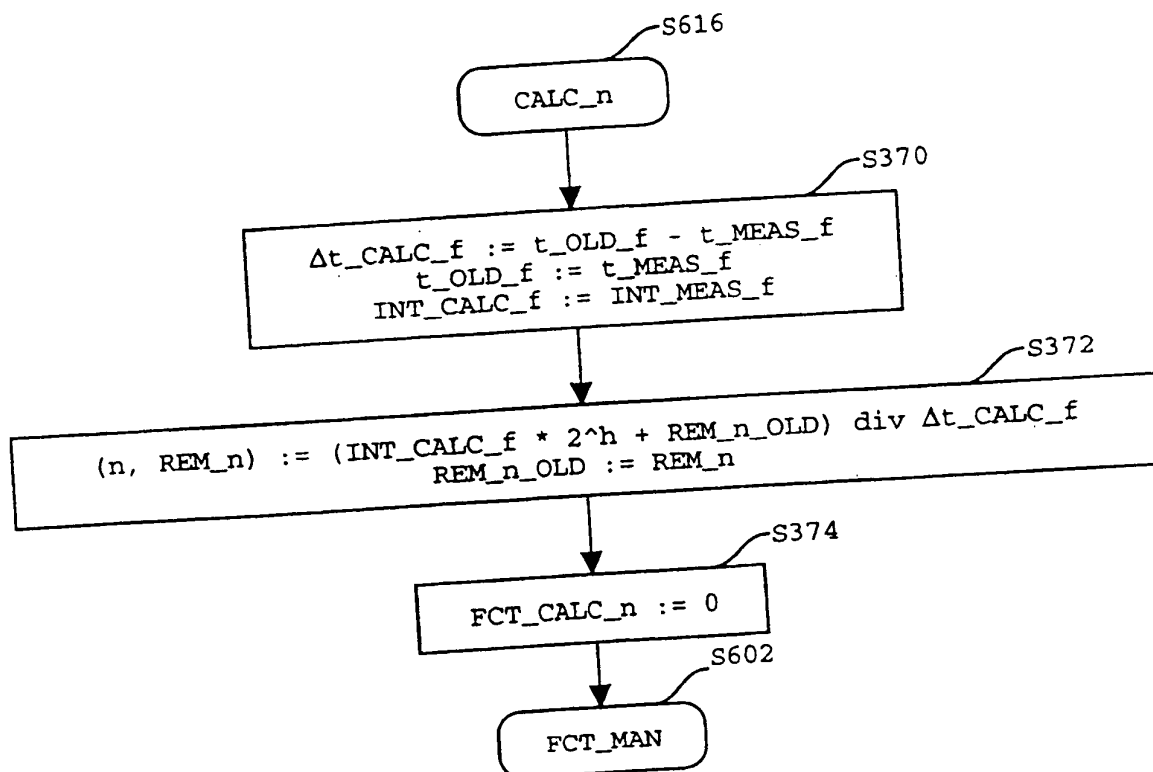 S616
CALC_n
S370
Δt_CALC_f := t_OLD_f - t_MEAS_f
t_OLD_f := t_MEAS_f
INT_CALC_f := INT_MEAS_f
S372
(n, REM_n) := (INT_CALC_f * 2^h + REM_n_OLD) div Δt_CALC_f
REM_n_OLD := REM_n
S374
FCT_CALC_n := 0
S602
FCT_MAN